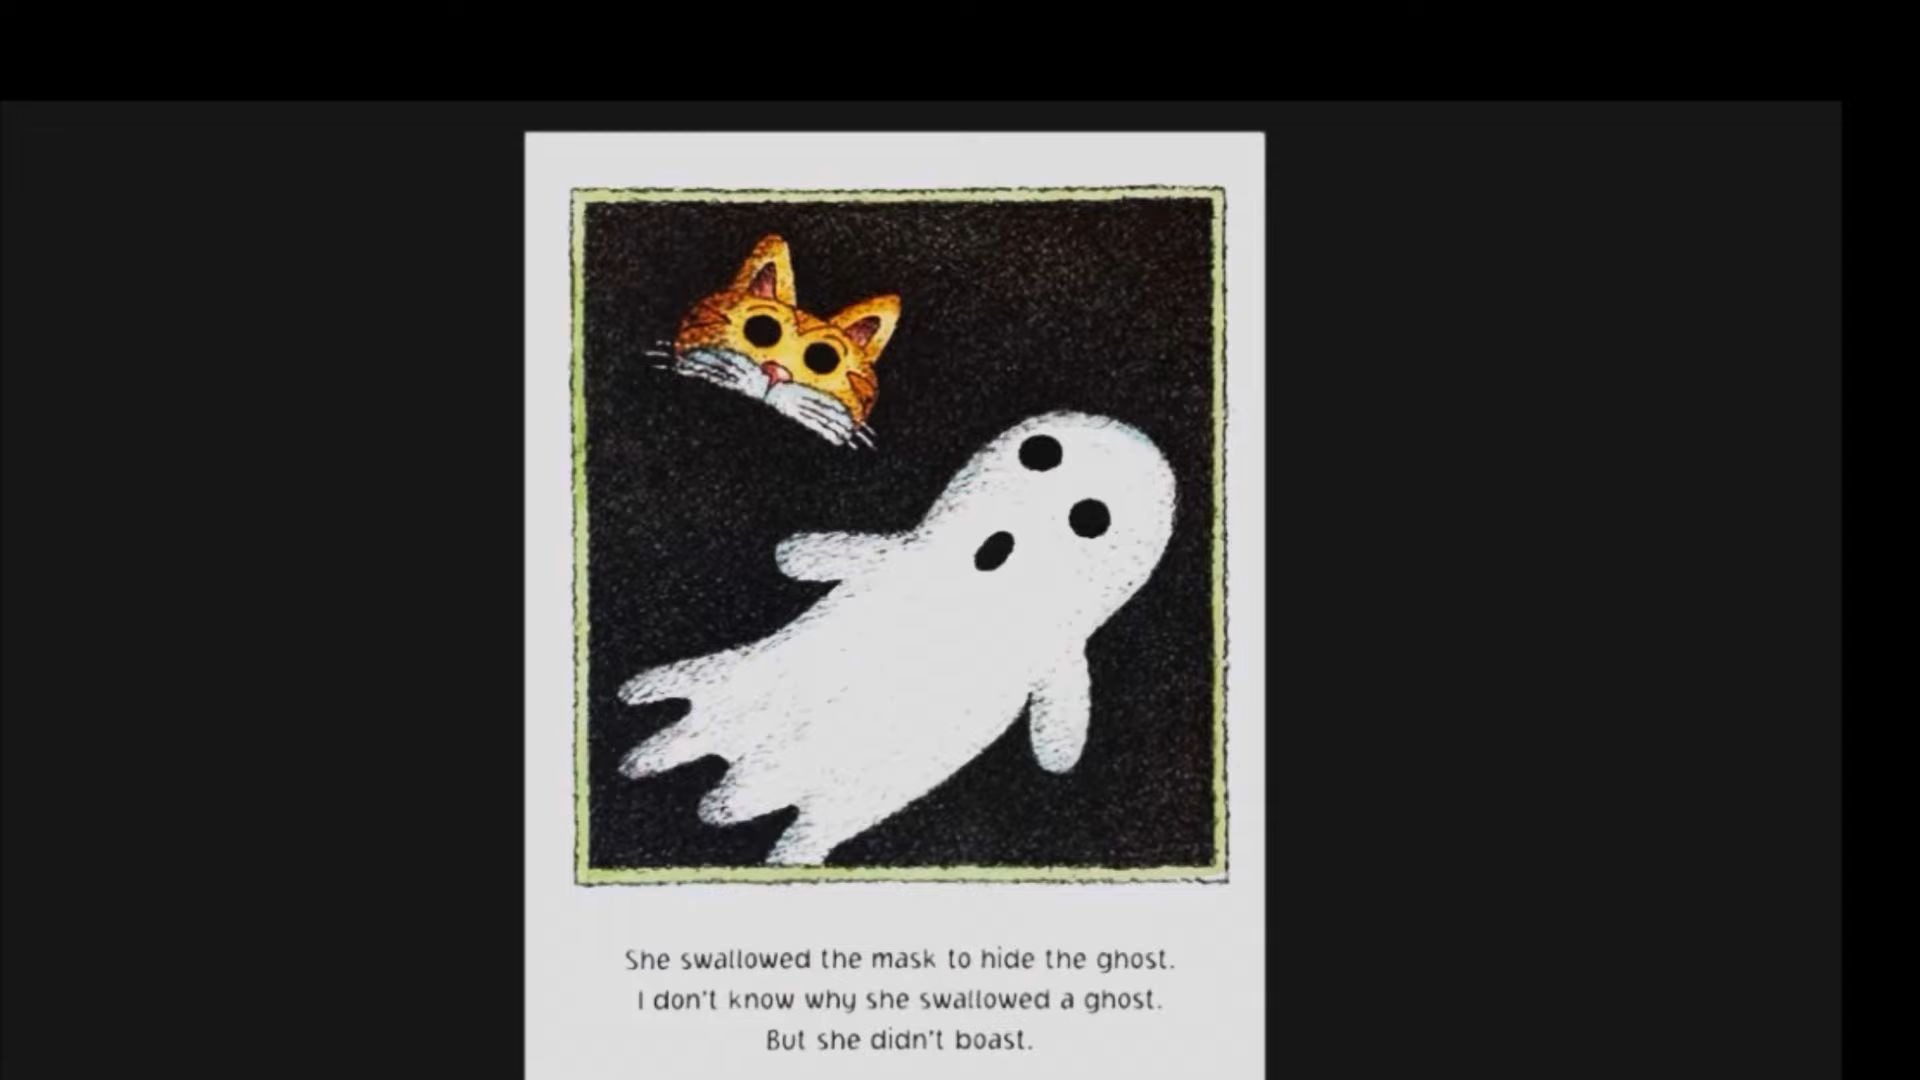 She swallowed the mask to hide the ghost.
I don't know why she swallowed a ghost.
But she didn't boast.